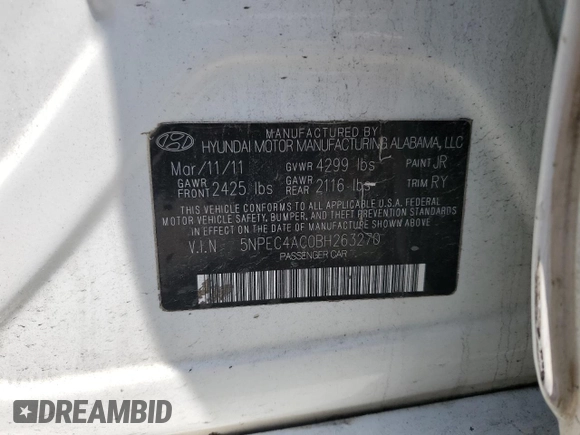 MANUFACTURED BY
HYUNDAI MOTOR MANUFACTURING ALABAMA, LLC
Mar/11/11 GVWR 4299 lbs PAINT JR
GAWR FRONT 2425 lbs GAWR REAR 2116 lbs TRIM RY
THIS VEHICLE CONFORMS TO ALL APPLICABLE U.S.A. FEDERAL
MOTOR VEHICLE SAFETY, BUMPER, AND THEFT PREVENTION STANDARDS
IN EFFECT ON THE DATE OF MANUFACTURE SHOWN ABOVE.
V.I.N 5NPEC4AC0BH263270
PASSENGER CAR
DREAMBID